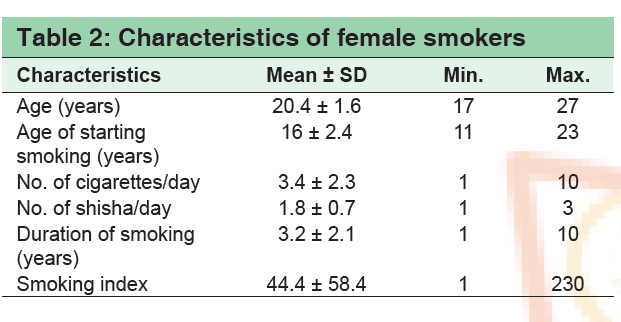 Table 2: Characteristics of female smokers
Characteristics Mean ± SD Min. Max.
Age (years) 20.4 ± 1.6 17 27
Age of starting 16 ± 2.4 11 23
smoking (years)
No. of cigarettes/day 3.4 ± 2.3 1 10
No. of shisha/day 1.8 ± 0.7 1 3
Duration of smoking 3.2 ± 2.1 1 10
(years)
Smoking index 44.4 ± 58.4 1 230